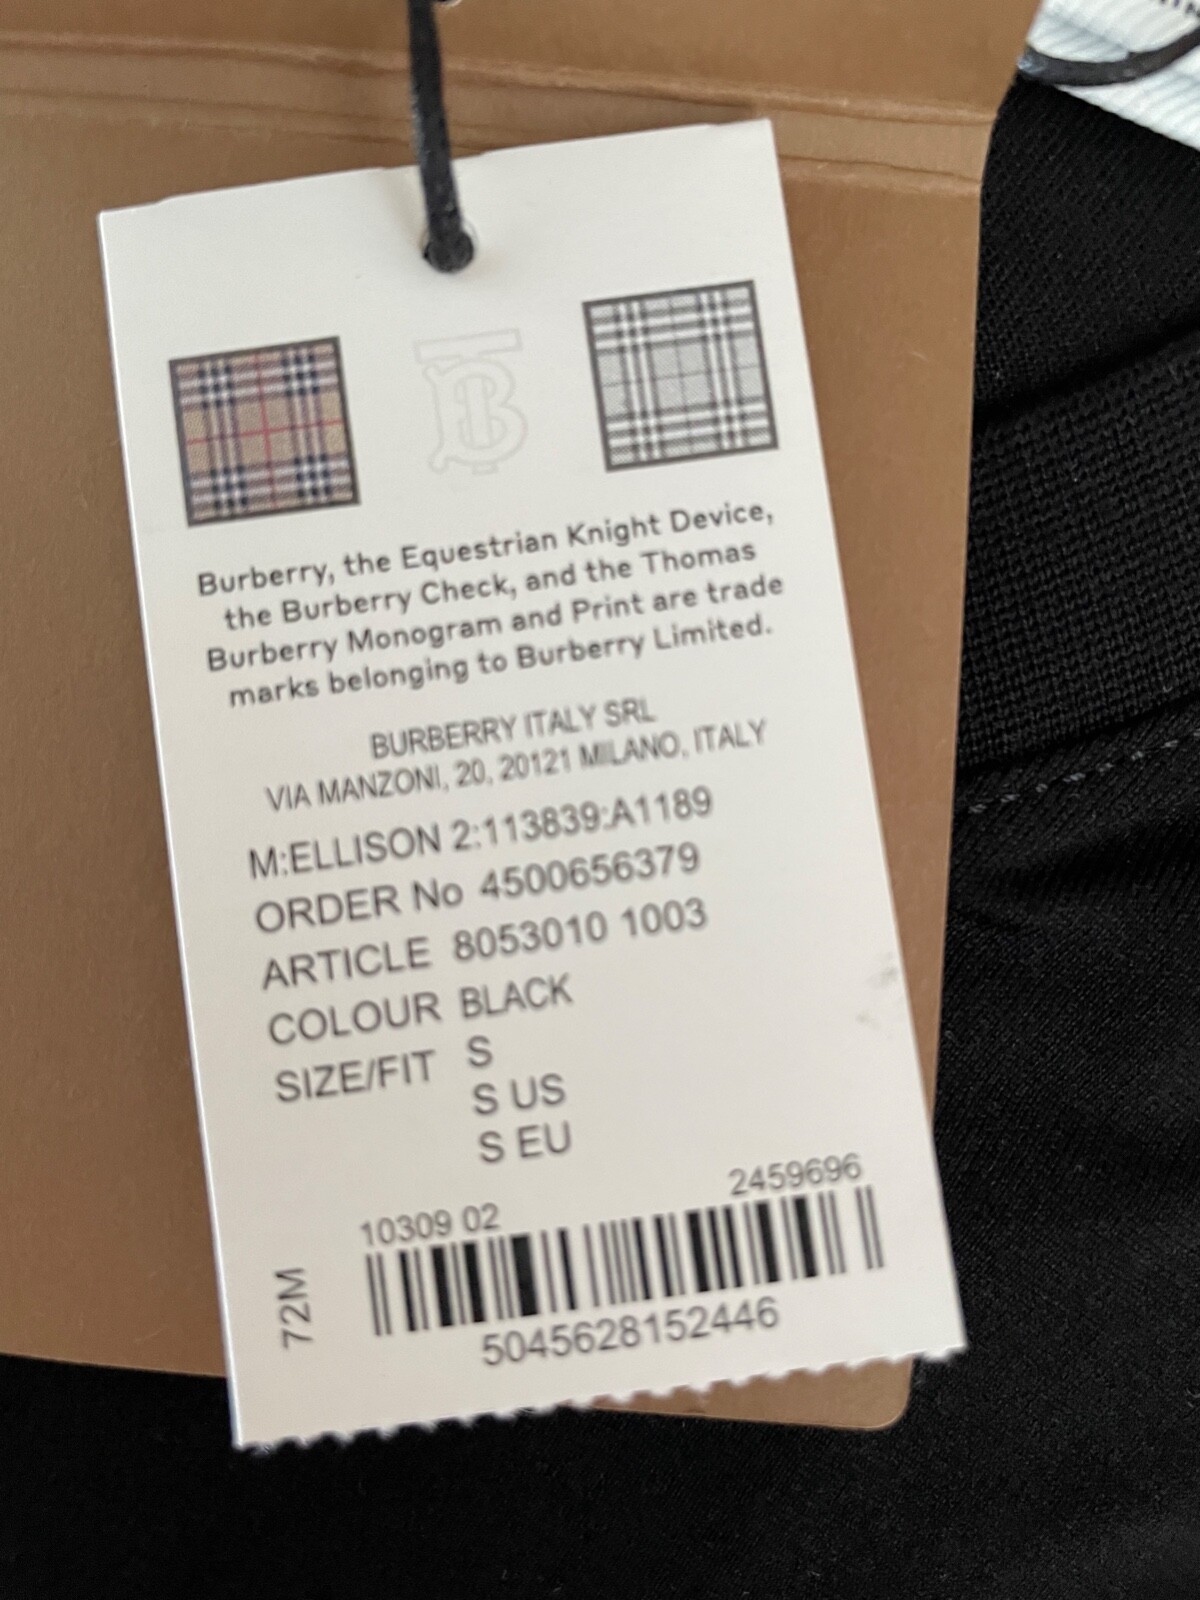 Burberry, the Equestrian Knight Device,
the Burberry Check, and the Thomas
Burberry Monogram and Print are trade
marks belonging to Burberry Limited.
BURBERRY ITALY SRL
VIA MANZONI, 20, 20121 MILANO, ITALY
M:ELLISON 2:113839:A1189
ORDER No 4500656379
ARTICLE 8053010 1003
COLOUR BLACK
SIZE/FIT S
S US
S EU
10309 02 2459696
72M
5045628152446